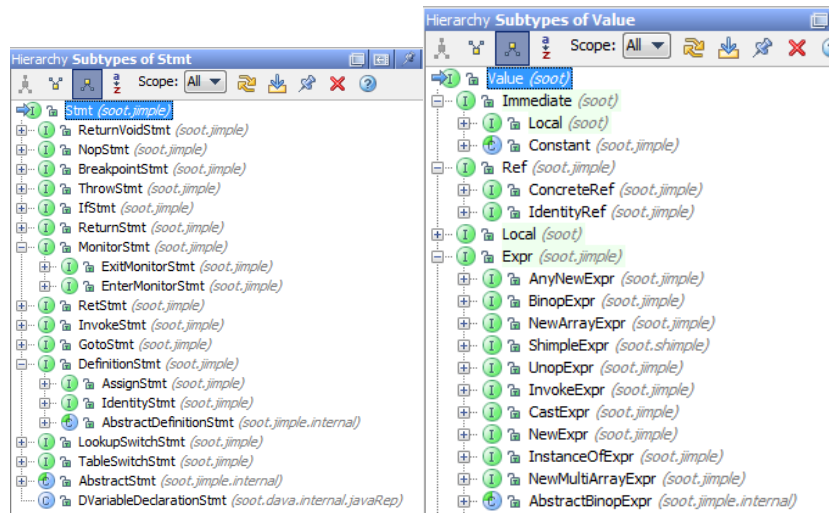 Hierarchy Subtypes of Stmt
Scope: All
Stmt (soot.jimple)
ReturnVoidStmt (soot.jimple)
NopStmt (soot.jimple)
BreakpointStmt (soot.jimple)
ThrowStmt (soot.jimple)
IfStmt (soot.jimple)
ReturnStmt (soot.jimple)
MonitorStmt (soot.jimple)
ExitMonitorStmt (soot.jimple)
EnterMonitorStmt (soot.jimple)
RetStmt (soot.jimple)
InvokeStmt (soot.jimple)
GotoStmt (soot.jimple)
DefinitionStmt (soot.jimple)
AssignStmt (soot.jimple)
IdentityStmt (soot.jimple)
AbstractDefinitionStmt (soot.jimple.internal)
LookupSwitchStmt (soot.jimple)
TableSwitchStmt (soot.jimple)
AbstractStmt (soot.jimple.internal)
DVariableDeclarationStmt (soot.dava.internal.javaRep)
Hierarchy Subtypes of Value
Scope: All
Value (soot)
Immediate (soot)
Local (soot)
Constant (soot.jimple)
Ref (soot.jimple)
ConcreteRef (soot.jimple)
IdentityRef (soot.jimple)
Local (soot)
Expr (soot.jimple)
AnyNewExpr (soot.jimple)
BinopExpr (soot.jimple)
NewArrayExpr (soot.jimple)
ShimpleExpr (soot.shimple)
UnopExpr (soot.jimple)
InvokeExpr (soot.jimple)
CastExpr (soot.jimple)
NewExpr (soot.jimple)
InstanceOfExpr (soot.jimple)
NewMultiArrayExpr (soot.jimple)
AbstractBinopExpr (soot.jimple.internal)